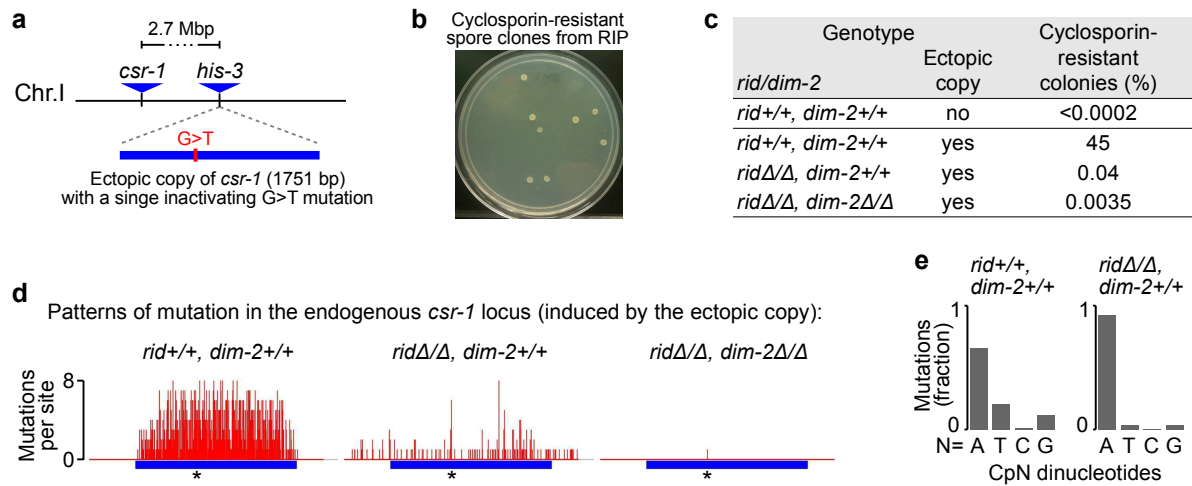 a
2.7 Mbp
csr-1
his-3
Chr.I
G>T
Ectopic copy of csr-1 (1751 bp)
with a singe inactivating G>T mutation
b
Cyclosporin-resistant
spore clones from RIP
c
Genotype
Cyclosporin-
resistant
colonies (%)
rid/dim-2
Ectopic
copy
rid+/+, dim-2+/+ no <0.0002
rid+/+, dim-2+/+ yes 45
ridΔ/Δ, dim-2+/+ yes 0.04
ridΔ/Δ, dim-2Δ/Δ yes 0.0035
d
Patterns of mutation in the endogenous csr-1 locus (induced by the ectopic copy):
rid+/+, dim-2+/+
ridΔ/Δ, dim-2+/+
ridΔ/Δ, dim-2Δ/Δ
Mutations
per site
8
0
*
*
*
e
rid+/+,
dim-2+/+
ridΔ/Δ,
dim-2+/+
Mutations
(fraction)
1
0
1
0
N= A T C G
A T C G
CpN dinucleotides